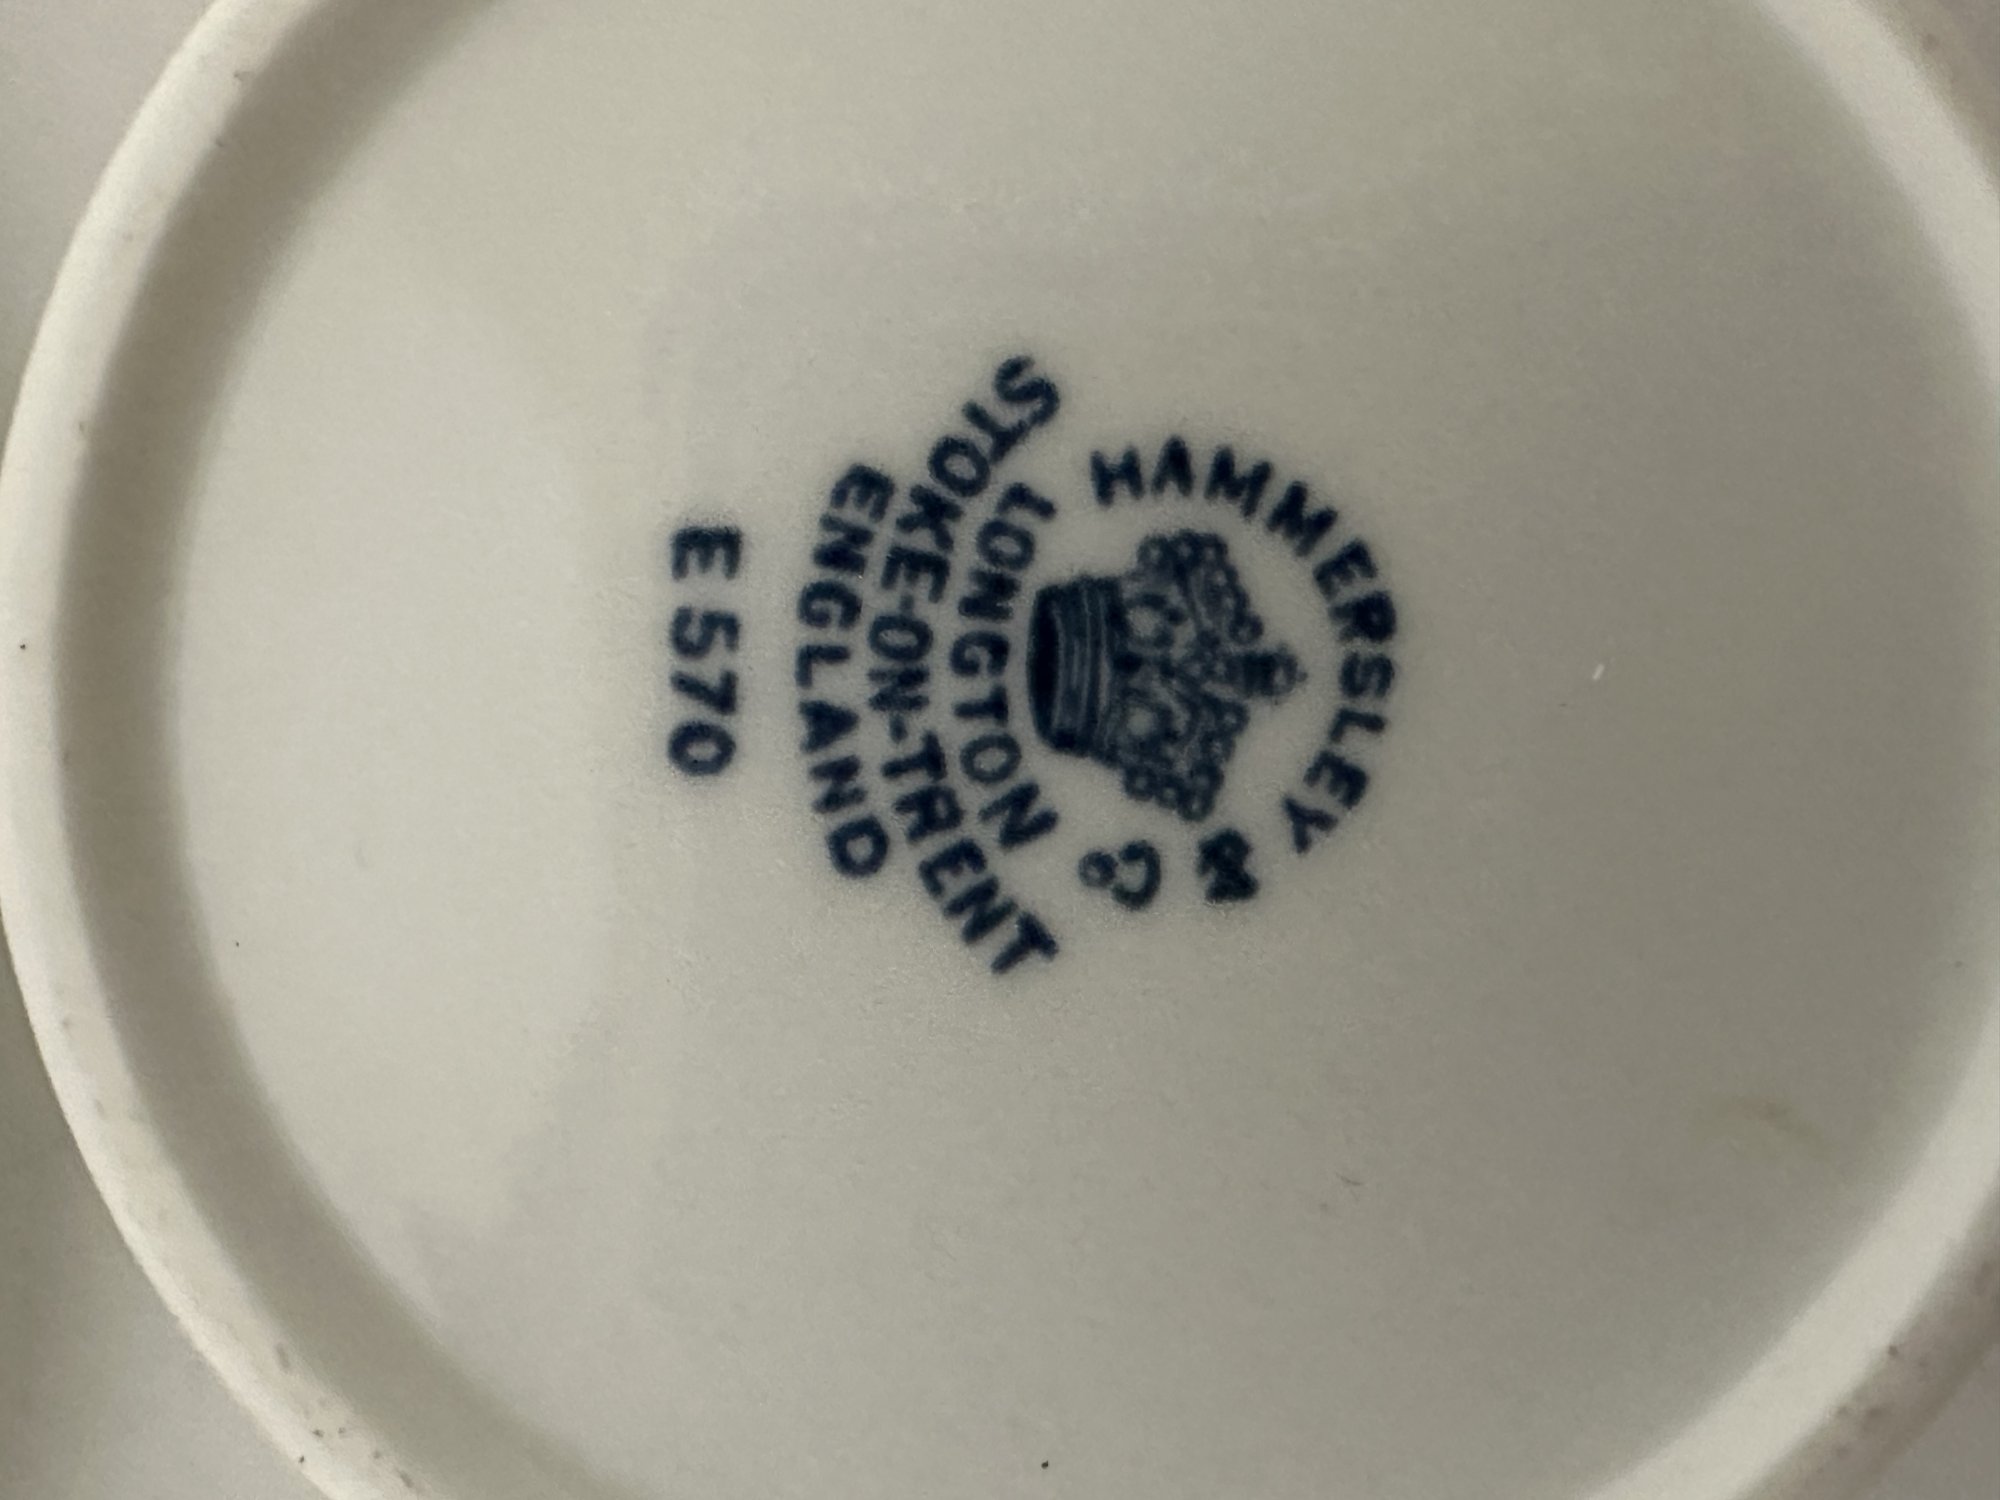 HAMMERSLEY & Co
LONGTON
STOKE-ON-TRENT
ENGLAND
E 570